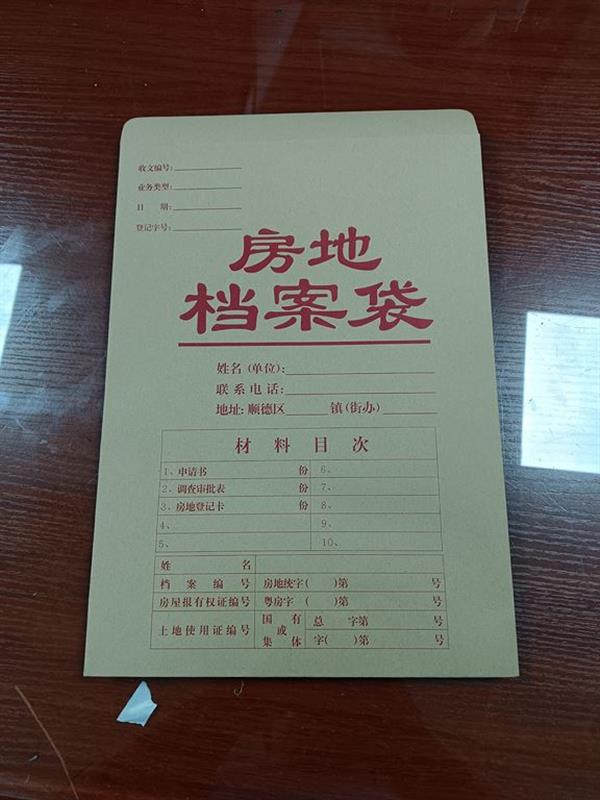 收文编号:
业务类型:
日 期:
登记字号:
房地
档案袋
姓名 (单位):
联系电话:
地址: 顺德区 镇(街办)
材 料 目 次
1、申请书 份 6、
2、调查审批表 份 7、
3、房地登记卡 份 8、
4、 9、
5、 10、
姓 名
档 案 编 号 房地统字( )第 号
房屋报有权证编号 粤房字 ( )第 号
土地使用证编号 国 有 或 集 体 总 字第 号
字( )第 号